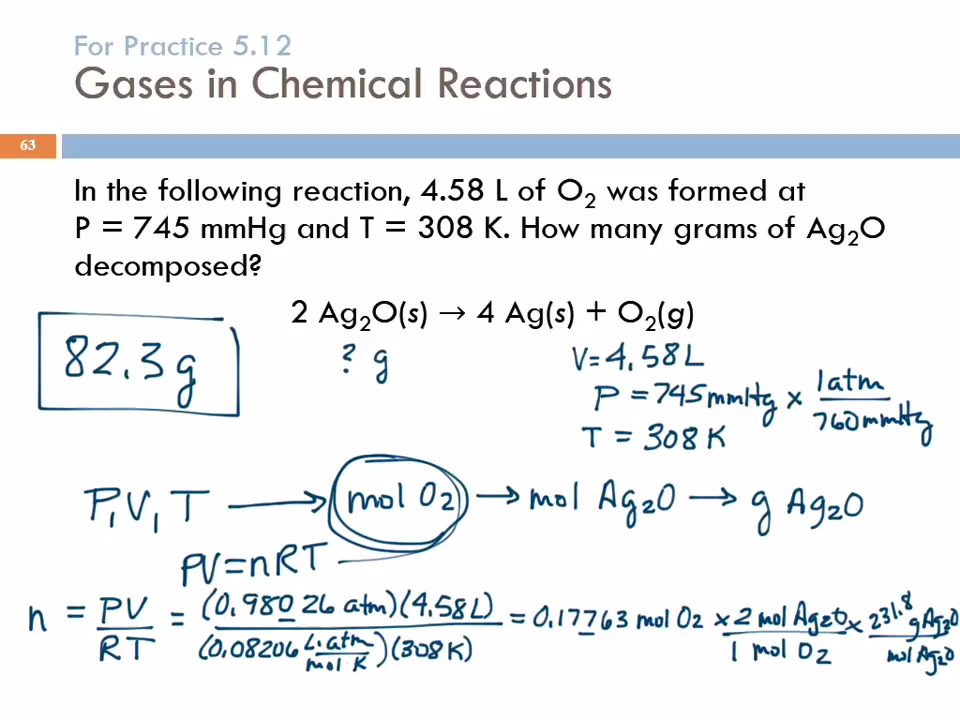 For Practice 5.12
Gases in Chemical Reactions
63
In the following reaction, 4.58 L of O₂ was formed at
P = 745 mmHg and T = 308 K. How many grams of Ag₂O
decomposed?
2 Ag₂O(s) → 4 Ag(s) + O₂(g)
82.3 g
? g
V = 4.58 L
P = 745 mmHg × 1 atm / 760 mmHg
T = 308 K
P, V, T → mol O₂ → mol Ag₂O → g Ag₂O
PV = nRT
n = PV / RT = (0.98026 atm)(4.58 L) / (0.08206 L·atm / mol K)(308 K) = 0.17763 mol O₂ × 2 mol Ag₂O / 1 mol O₂ × 231.8 g Ag₂O / mol Ag₂O